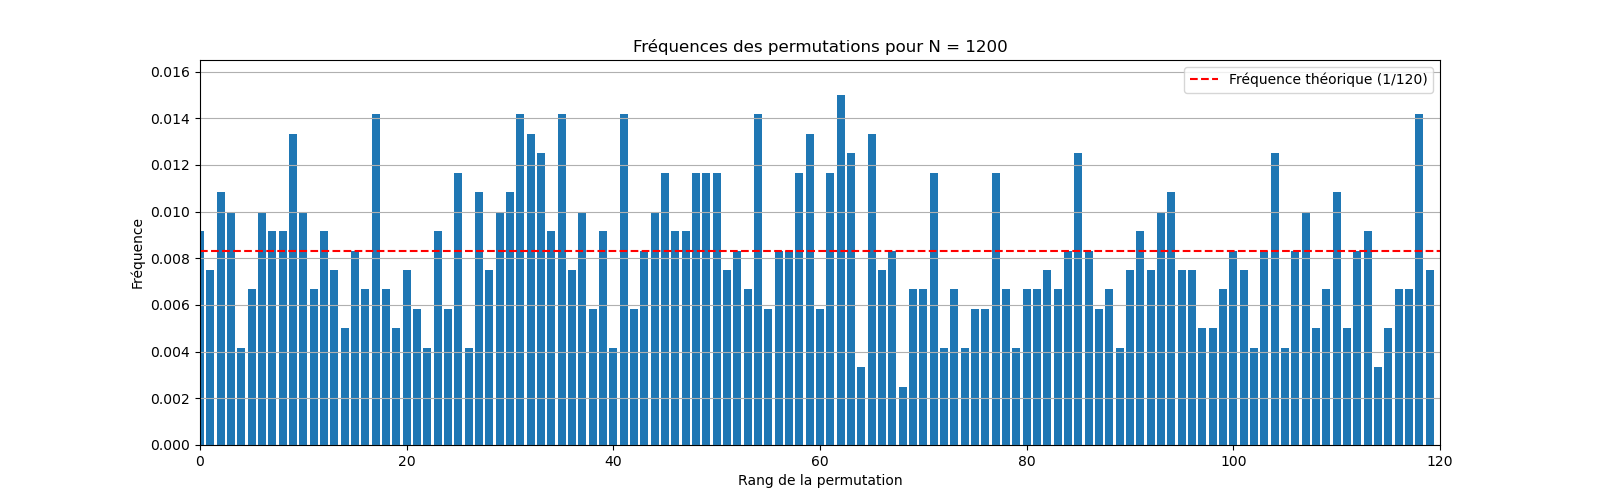 Fréquences des permutations pour N = 1200
Fréquence théorique (1/120)
0.016
0.014
0.012
0.010
0.008
0.006
0.004
0.002
0.000
Fréquence
0 20 40 60 80 100 120
Rang de la permutation